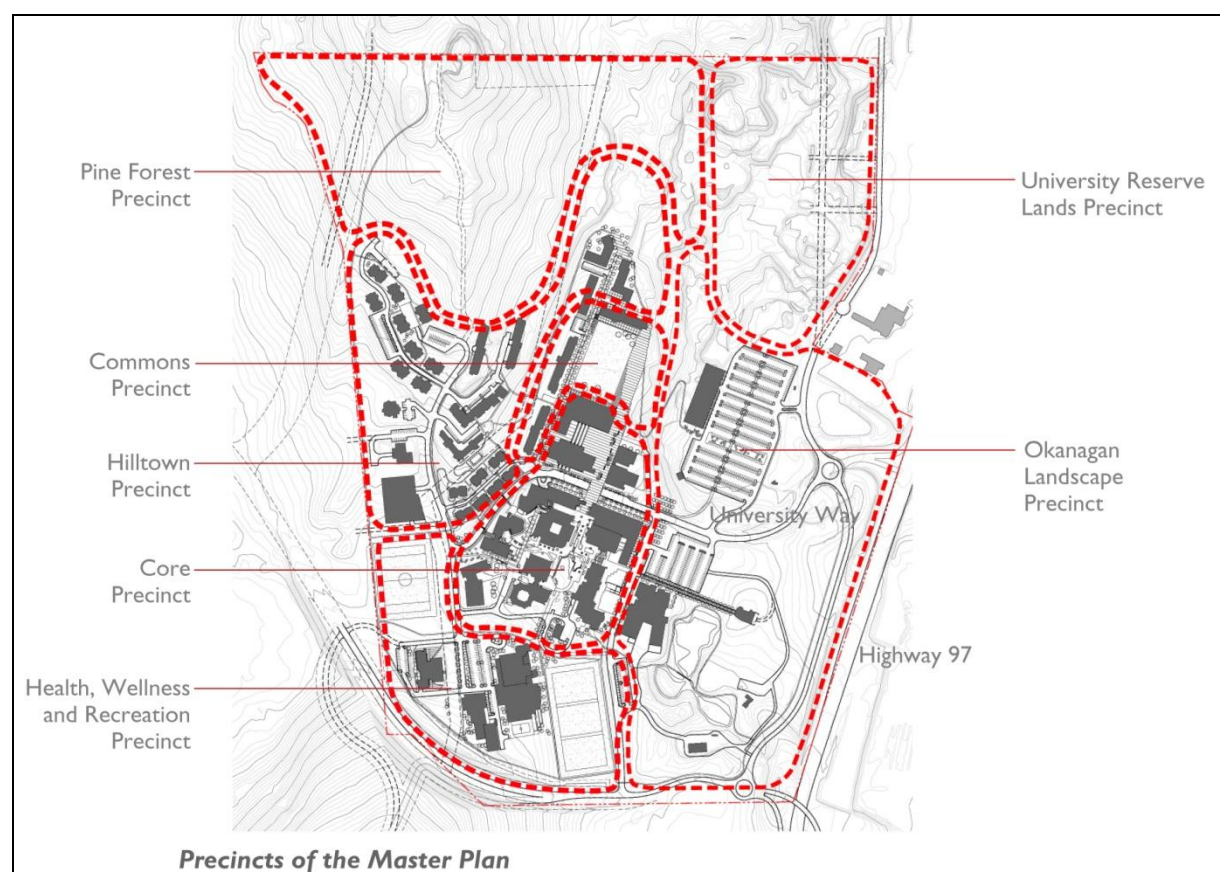 Pine Forest
Precinct
University Reserve
Lands Precinct
Commons
Precinct
Hilltown
Precinct
Okanagan
Landscape
Precinct
University Way
Core
Precinct
Highway 97
Health, Wellness
and Recreation
Precinct
Precincts of the Master Plan